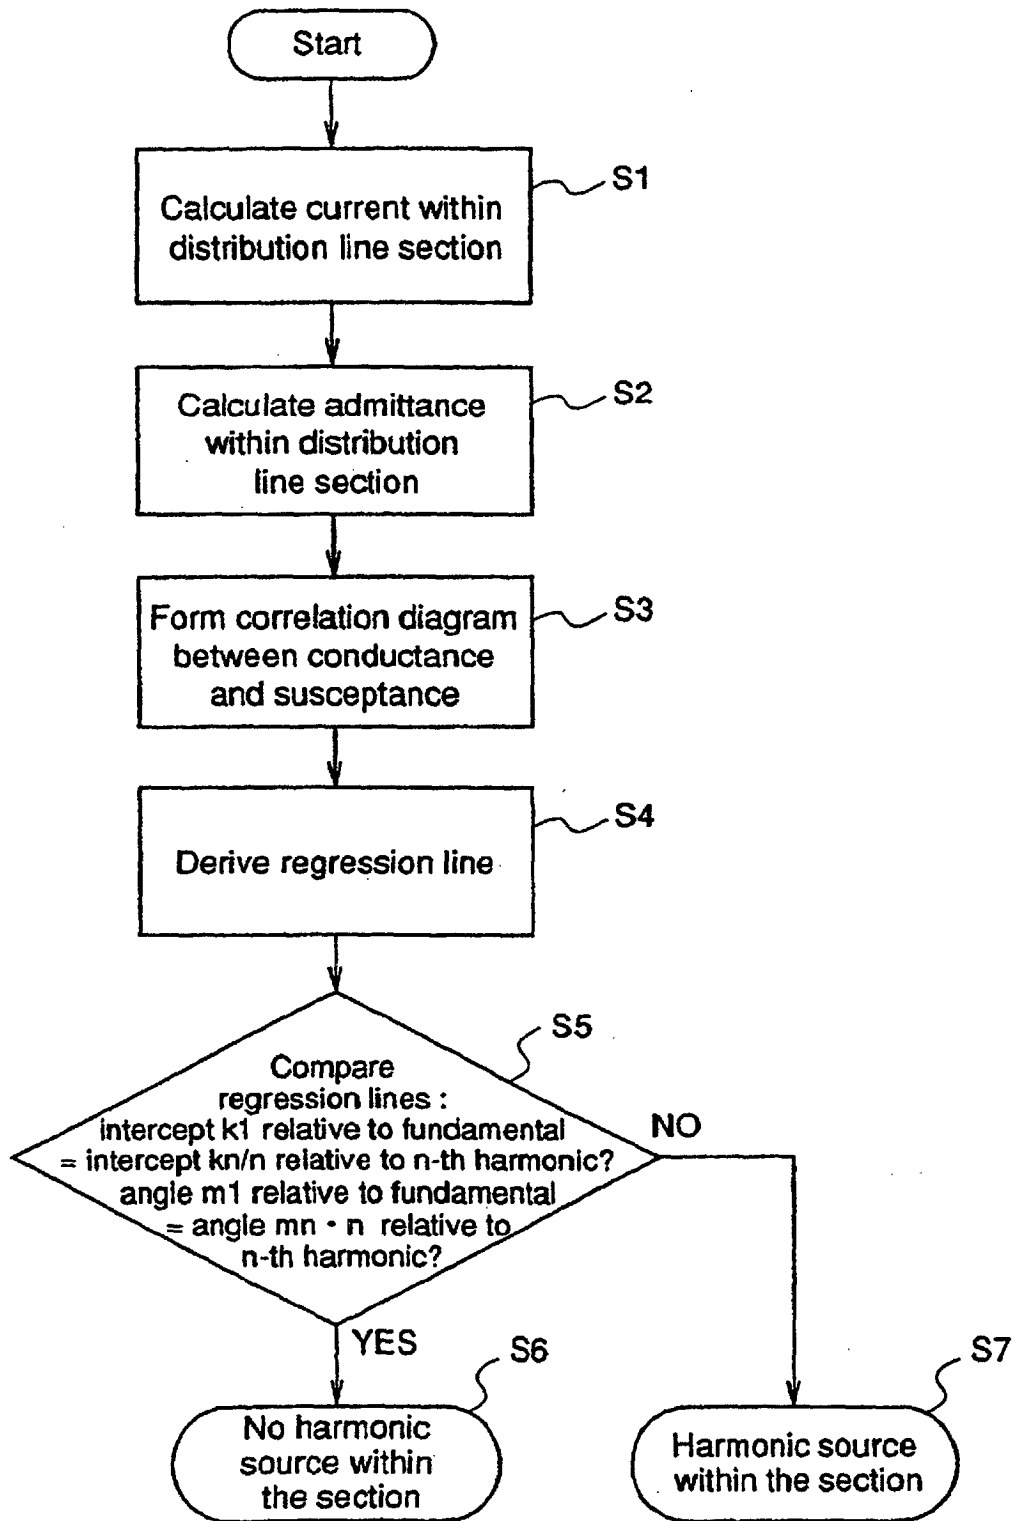 Start
Calculate current within
distribution line section
S1
Calculate admittance
within distribution
line section
S2
Form correlation diagram
between conductance
and susceptance
S3
Derive regression line
S4
Compare
regression lines :
intercept k1 relative to fundamental
= intercept kn/n relative to n-th harmonic?
angle m1 relative to fundamental
= angle mn · n relative to
n-th harmonic?
S5
NO
YES
No harmonic
source within
the section
S6
Harmonic source
within the section
S7